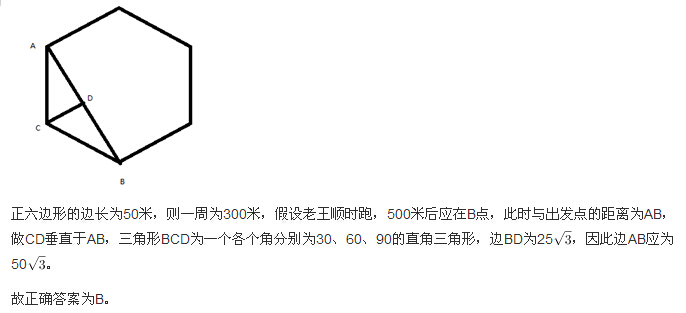 A
D
C
B
正六边形的边长为50米，则一周为300米，假设老王顺时跑，500米后应在B点，此时与出发点的距离为AB，
做CD垂直于AB，三角形BCD为一个各个角分别为30、60、90的直角三角形，边BD为25√3，因此边AB应为
50√3。
故正确答案为B。